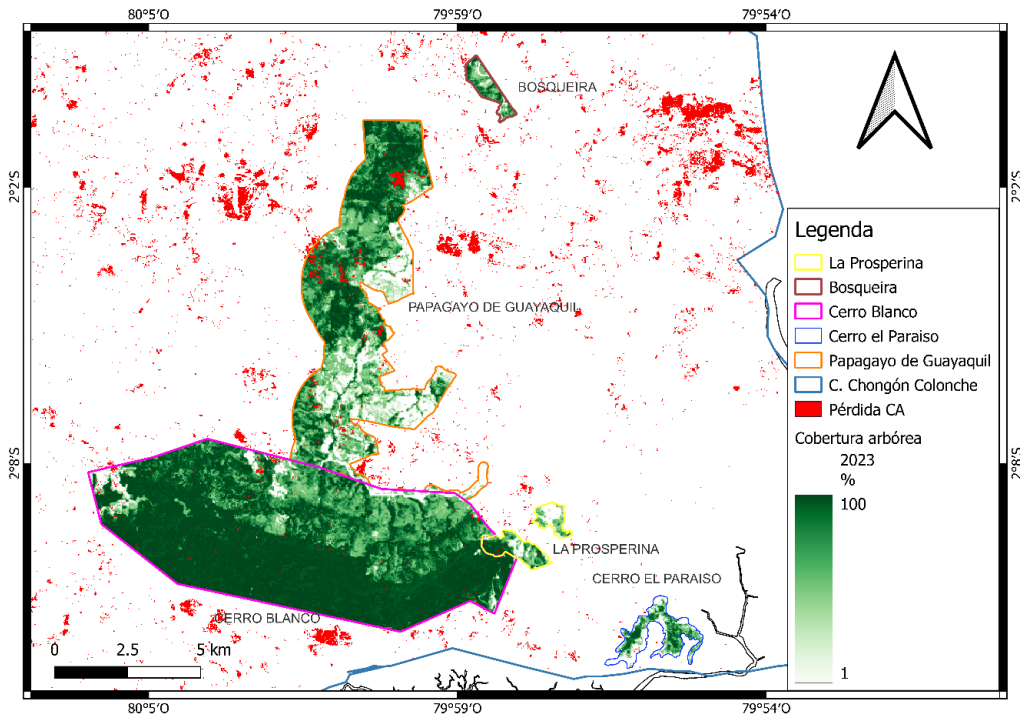 80°5'O 79°59'O 79°54'O
BOSQUEIRA
2°2'S 2°2'S
Legenda
La Prosperina
Bosqueira
PAPAGAYO DE GUAYAQUIL
Cerro Blanco
Cerro el Paraiso
Papagayo de Guayaquil
C. Chongón Colonche
Pérdida CA
Cobertura arbórea
2023
%
2°8'S 2°8'S
100
LA PROSPERINA
CERRO EL PARAISO
CERRO BLANCO
0 2.5 5 km
1
80°5'O 79°59'O 79°54'O